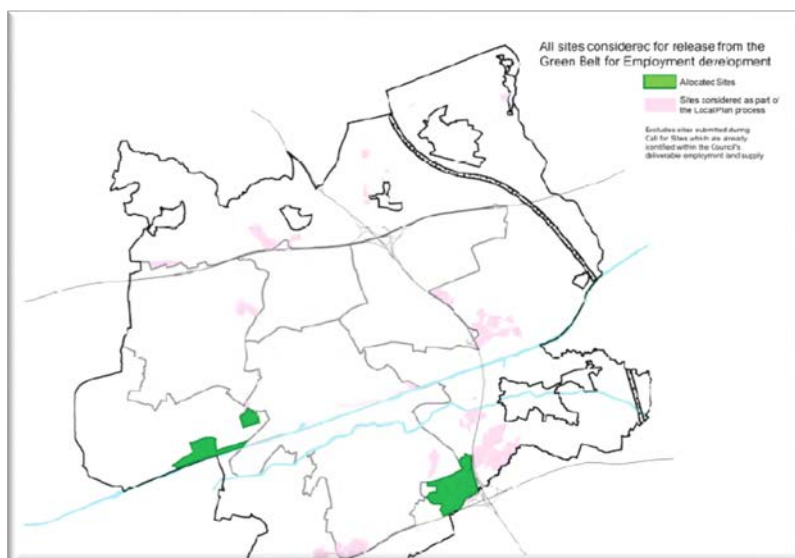 All sites considered for release from the
Green Belt for Employment development
Allocated Sites
Sites considered as part of
the Local Plan process
Excludes sites submitted during
Call for Sites which are already
identified within the Council's
deliverable employment land supply